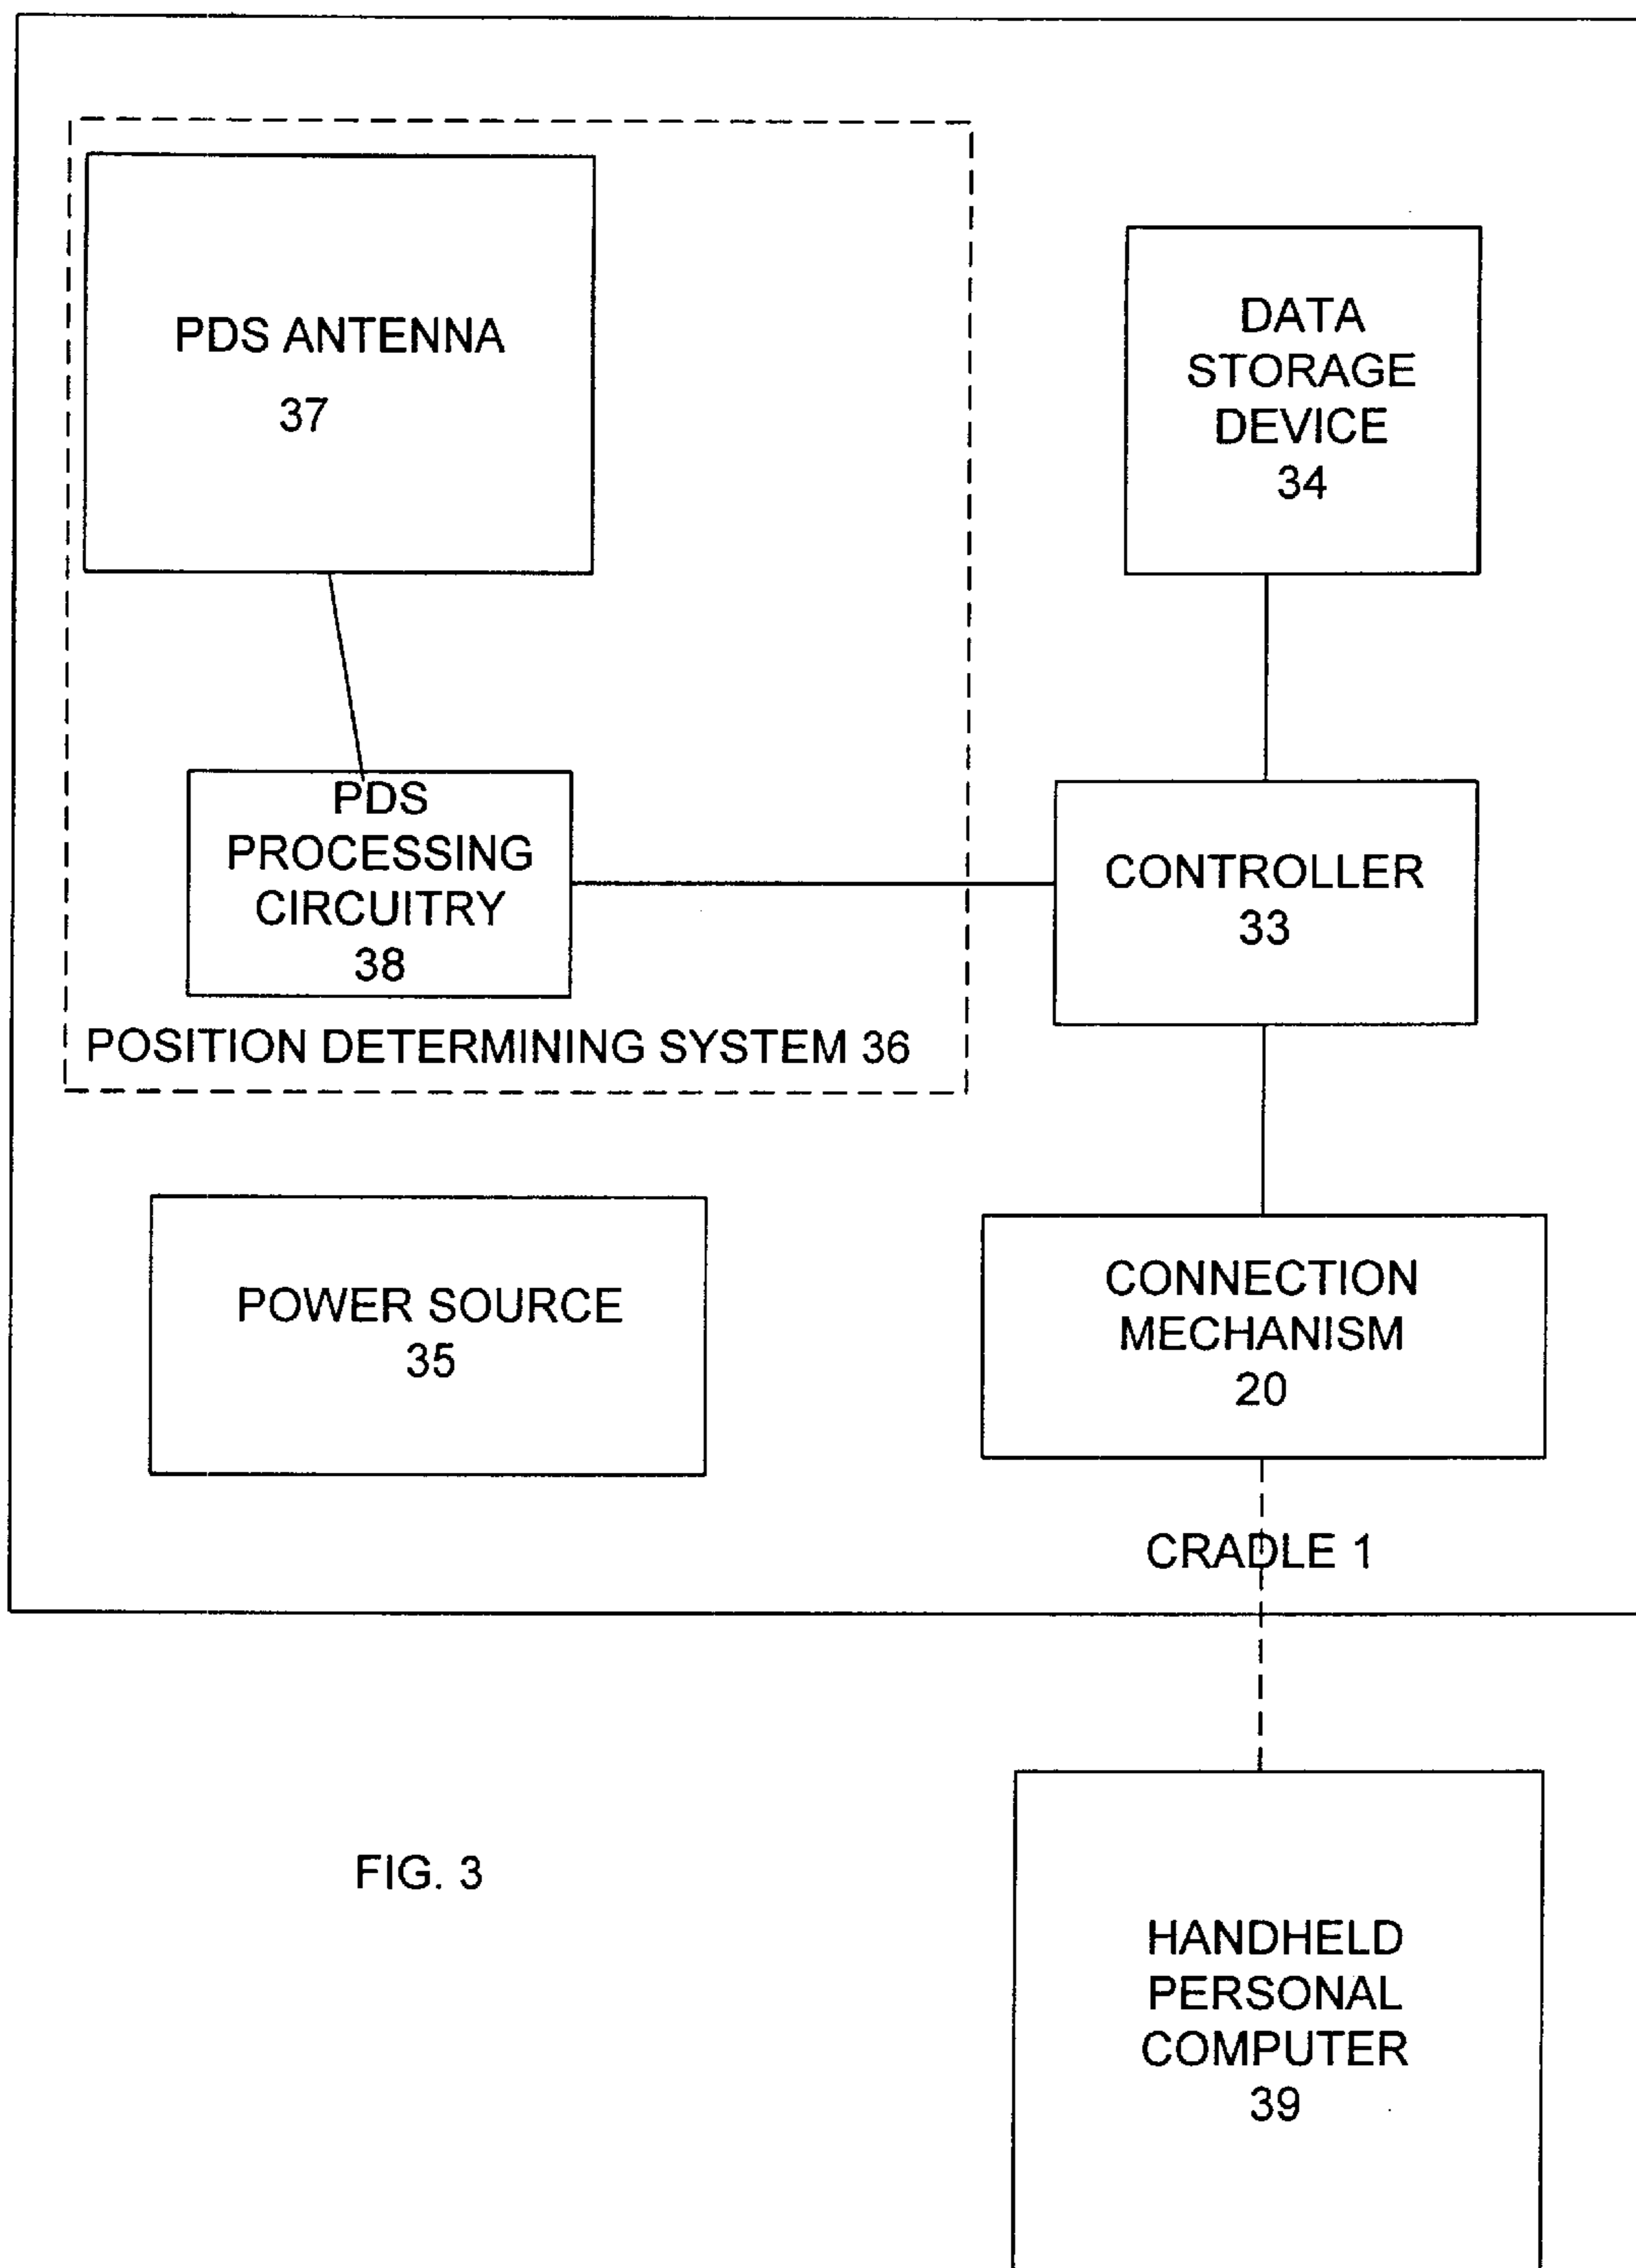 PDS ANTENNA
37
DATA
STORAGE
DEVICE
34
PDS
PROCESSING
CIRCUITRY
38
CONTROLLER
33
POSITION DETERMINING SYSTEM 36
POWER SOURCE
35
CONNECTION
MECHANISM
20
CRADLE 1
FIG. 3
HANDHELD
PERSONAL
COMPUTER
39